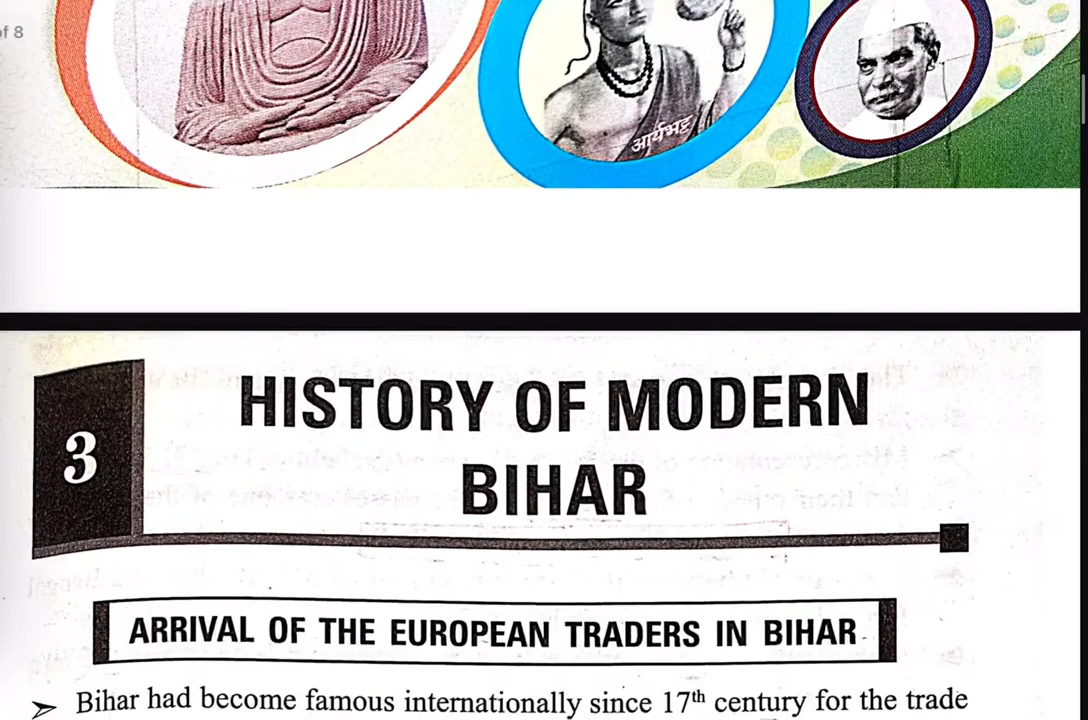 of 8
आर्यभट्ट
3
HISTORY OF MODERN
BIHAR
ARRIVAL OF THE EUROPEAN TRADERS IN BIHAR
➢ Bihar had become famous internationally since 17th century for the trade